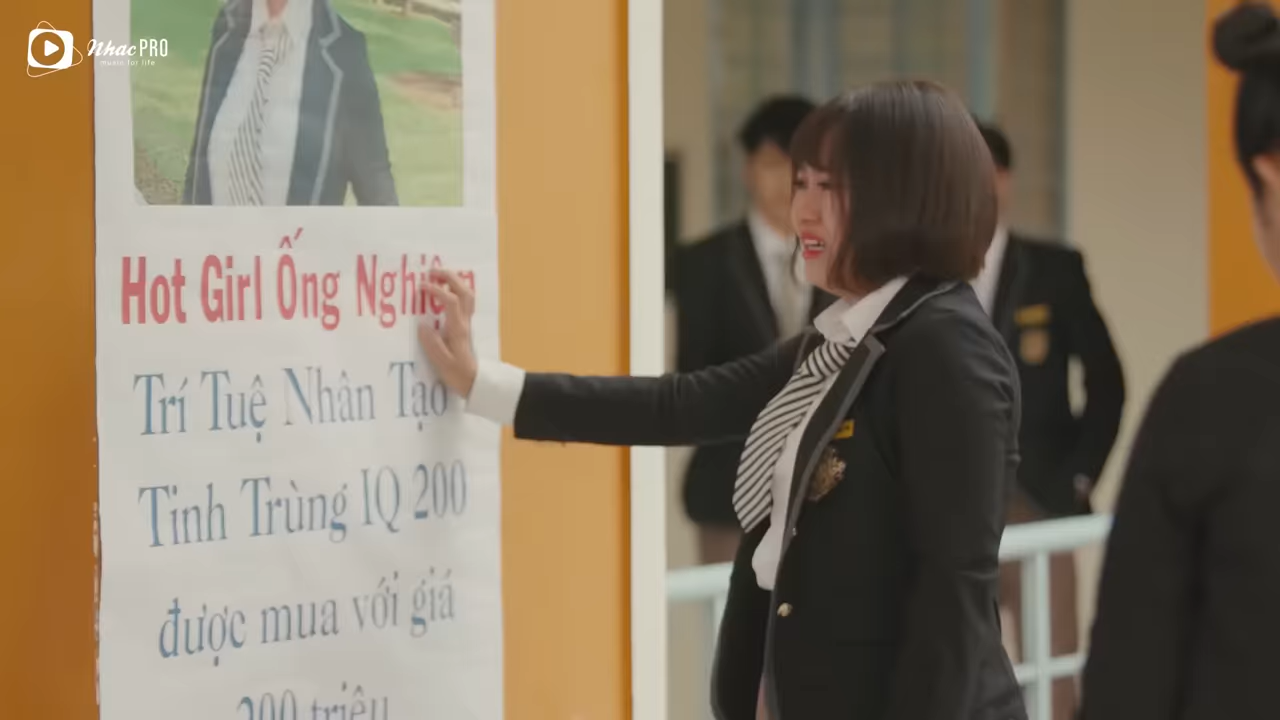 Nhac PRO
music for life
Hot Girl Ống Nghiệm
Trí Tuệ Nhân Tạo
Tinh Trùng IQ 200
được mua với giá
200 triệu